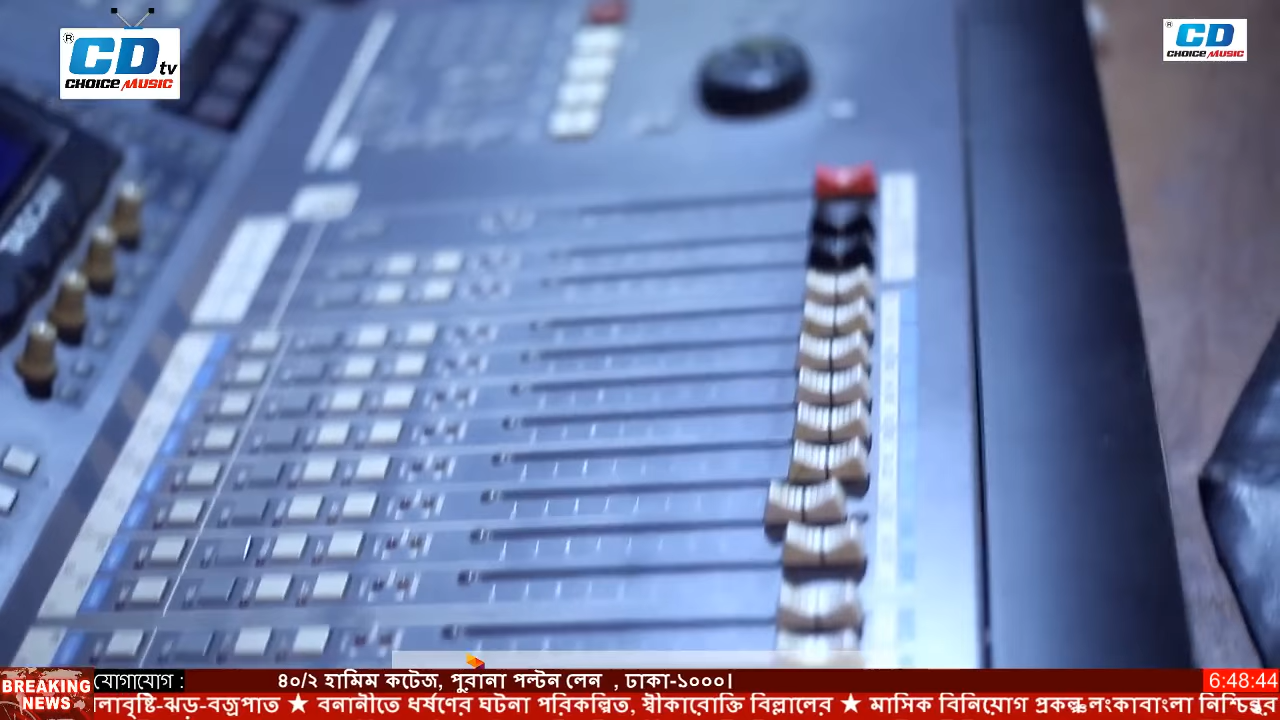 CD tv
CHOICE MUSIC
CD
CHOICE MUSIC
যোগাযোগ : ৪০/২ হামিম কটেজ, পুরানা পল্টন লেন , ঢাকা-১০০০।
6:48:44
BREAKING NEWS
লাবৃষ্টি-ঝড়-বজ্রপাত ★ বনানীতে ধর্ষণের ঘটনা পরিকল্পিত, স্বীকারোক্তি বিল্লালের ★ মাসিক বিনিয়োগ প্রকল্প